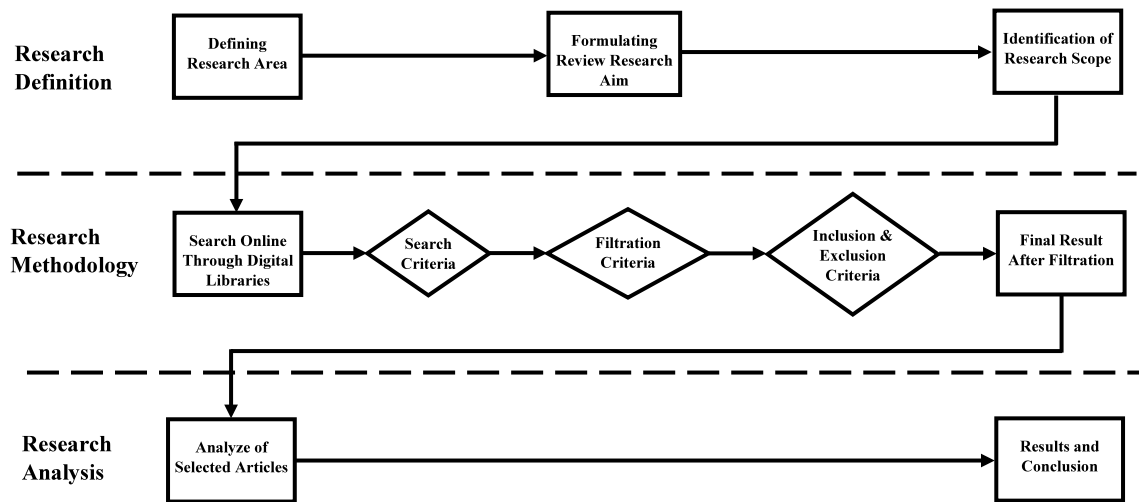 Research
Definition
Defining
Research Area
Formulating
Review Research
Aim
Identification of
Research Scope
Research
Methodology
Search Online
Through Digital
Libraries
Search
Criteria
Filtration
Criteria
Inclusion &
Exclusion
Criteria
Final Result
After Filtration
Research
Analysis
Analyze of
Selected Articles
Results and
Conclusion